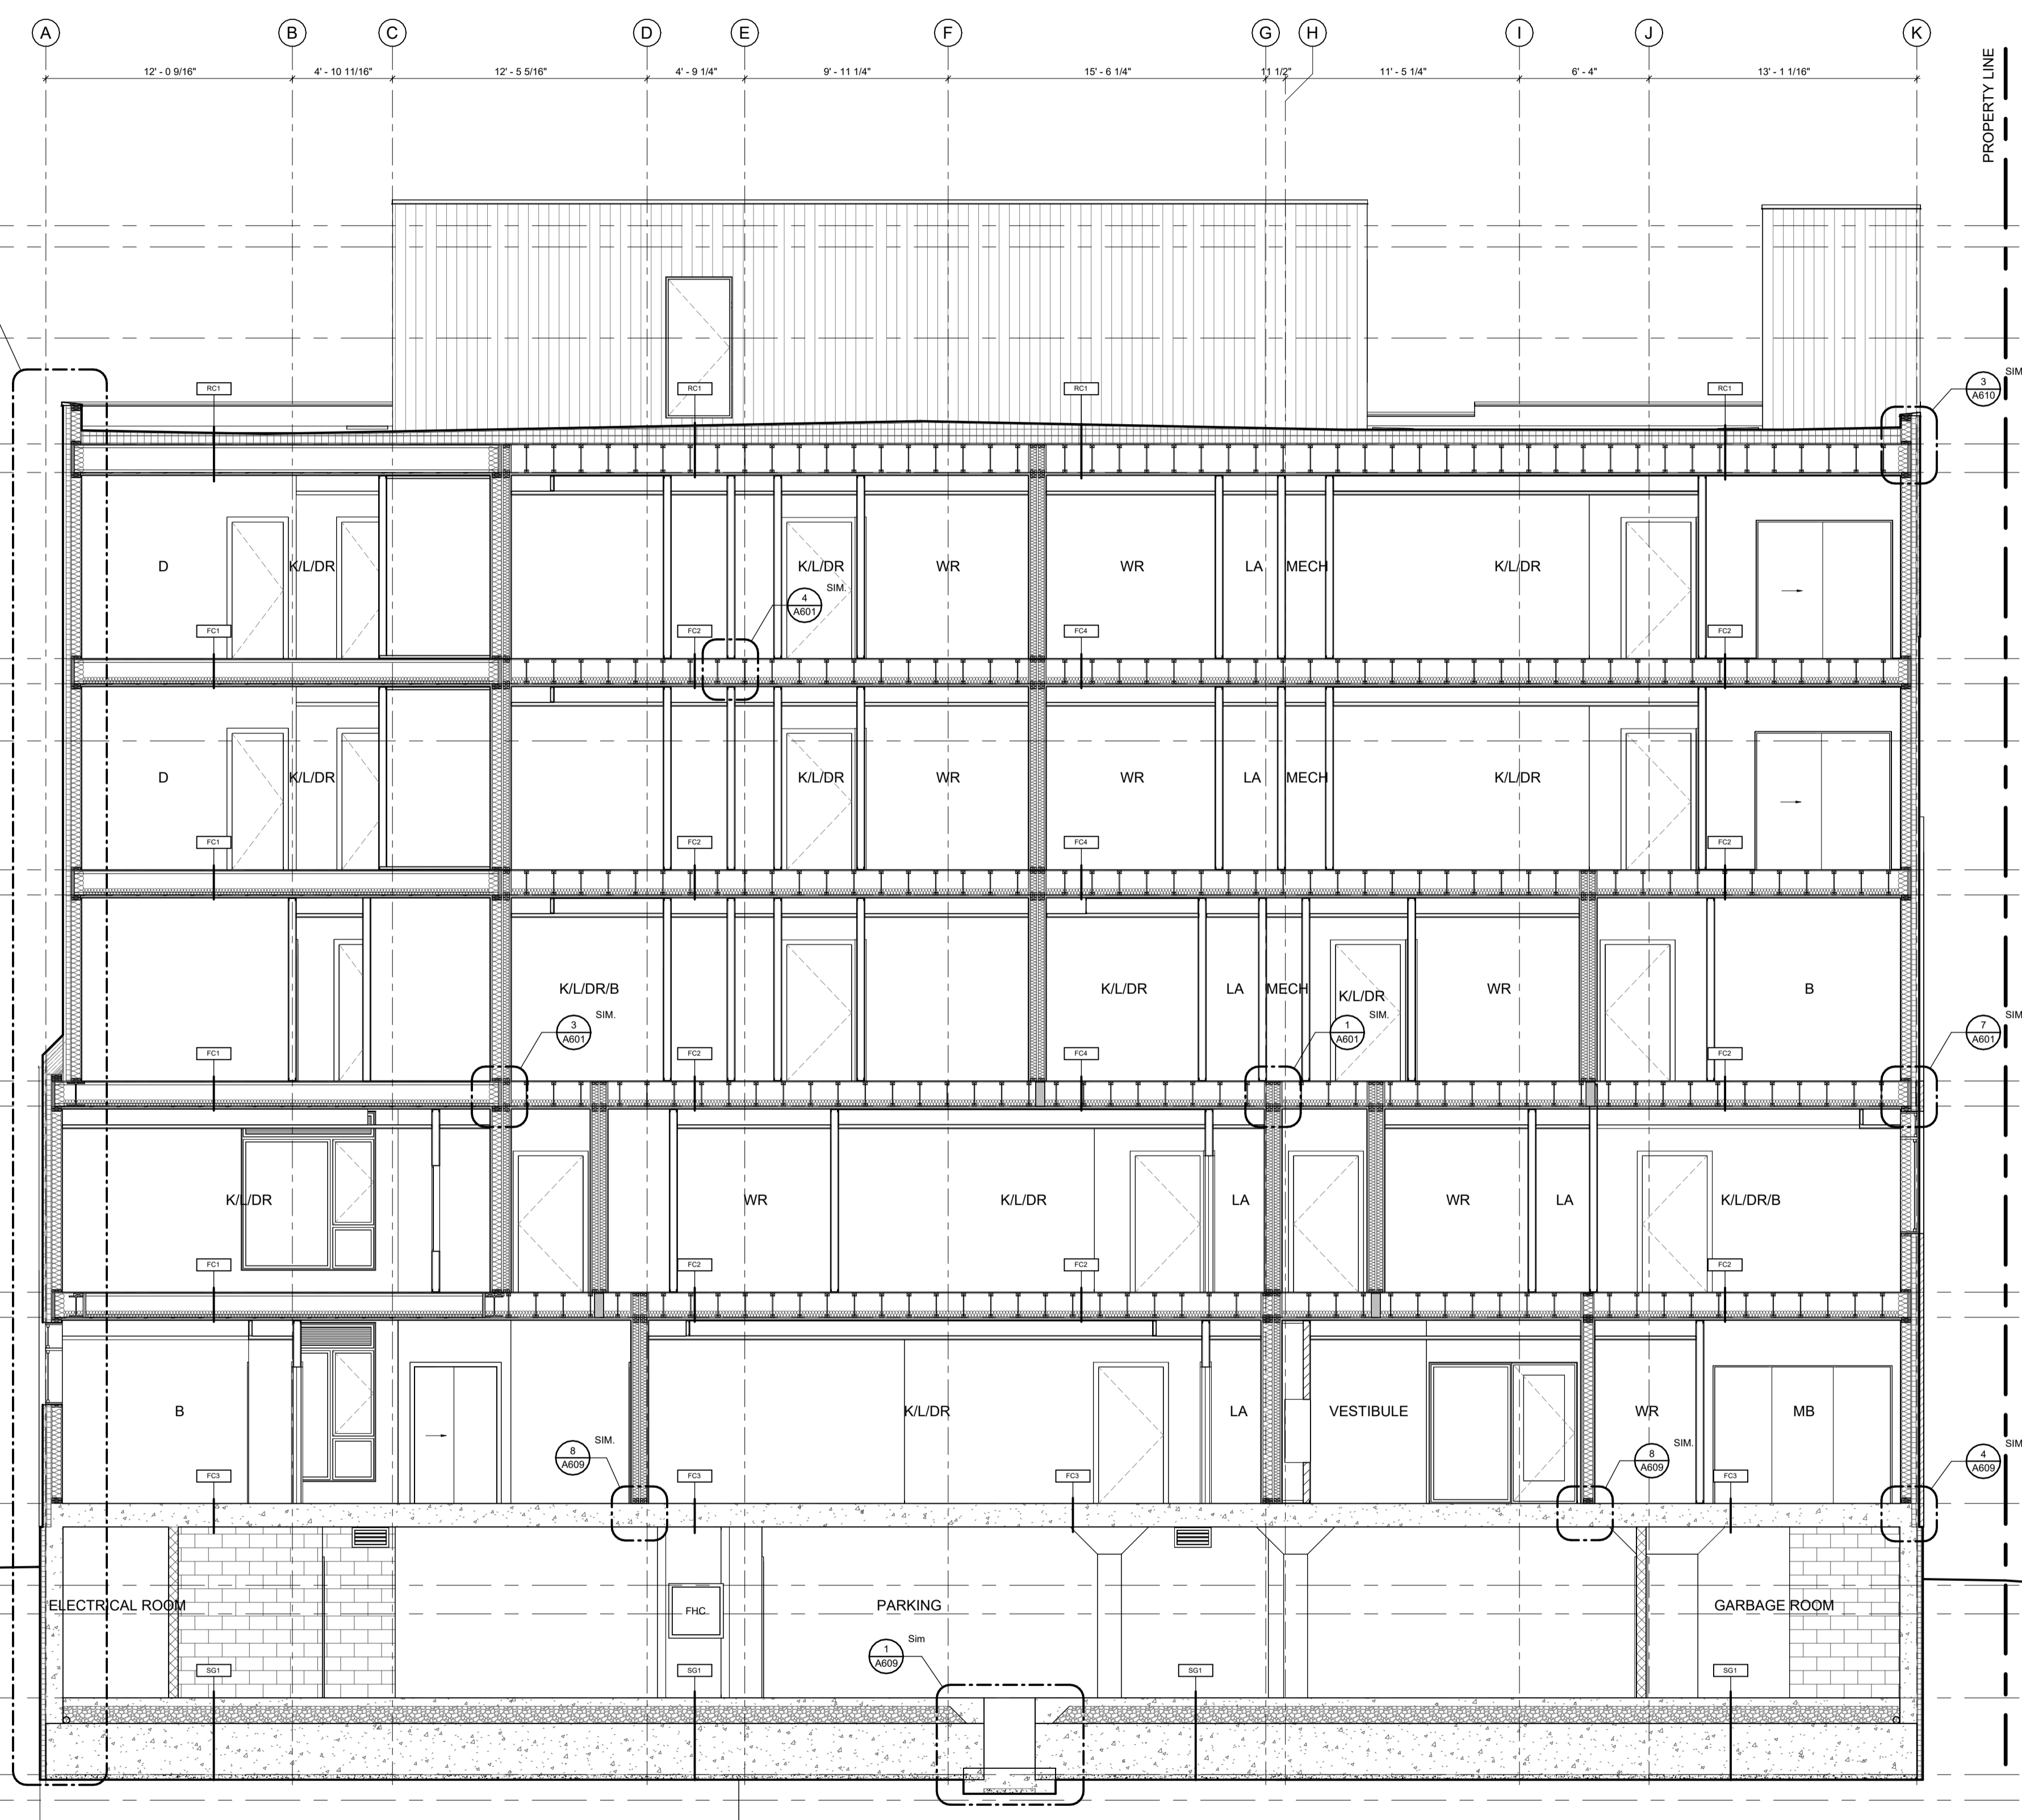 A B C D E F G H I J K
12' - 0 9/16" 4' - 10 11/16" 12' - 5 5/16" 4' - 9 1/4" 9' - 11 1/4" 15' - 6 1/4" 11 1/2" 11' - 5 1/4" 6' - 4" 13' - 1 1/16"
PROPERTY LINE
RC1 RC1 RC1 RC1
3
A610
SIM.
D K/L/DR K/L/DR WR WR LA MECH K/L/DR
4
A601
SIM.
FC1 FC2 FC4 FC2
D K/L/DR K/L/DR WR WR LA MECH K/L/DR
FC1 FC2 FC4 FC2
K/L/DR/B K/L/DR LA MECH K/L/DR WR B
3
A601
SIM.
1
A601
SIM.
7
A601
SIM.
FC1 FC2 FC4 FC2
K/L/DR WR K/L/DR LA WR LA K/L/DR/B
FC1 FC2 FC2 FC2
B K/L/DR LA VESTIBULE WR MB
8
A609
SIM.
8
A609
SIM.
4
A609
SIM.
FC3 FC3 FC3 FC3
ELECTRICAL ROOM FHC PARKING GARBAGE ROOM
1
A609
Sim
SG1 SG1 SG1 SG1